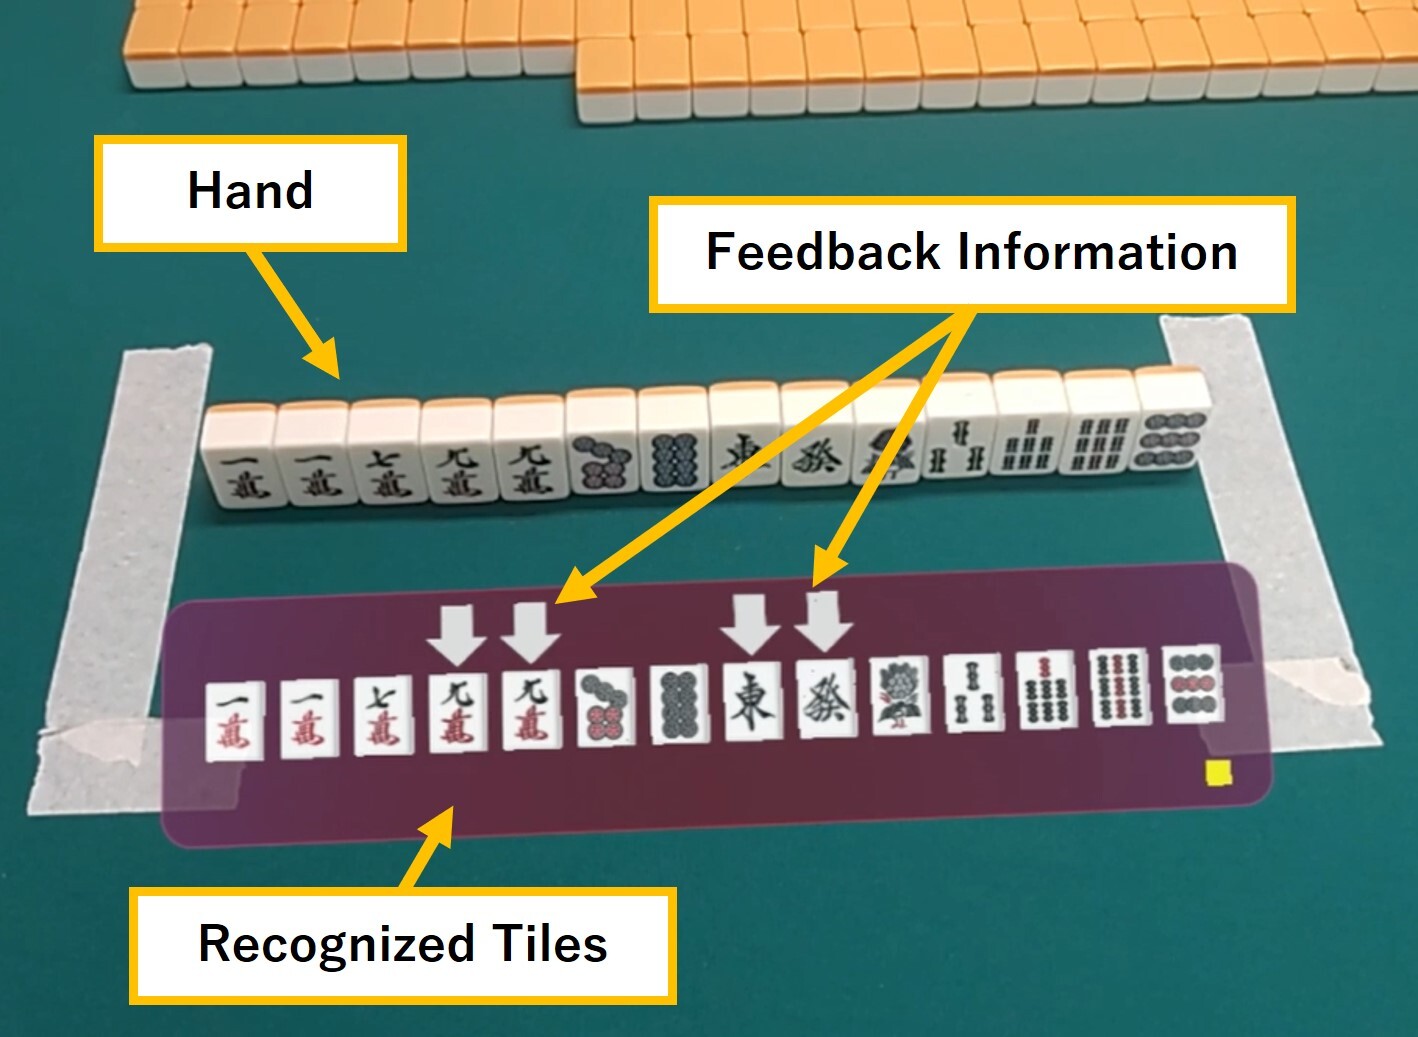 Hand
Feedback Information
一萬 一萬 七萬 九萬 九萬 東 發
一萬 一萬 七萬 九萬 九萬 東 發
Recognized Tiles